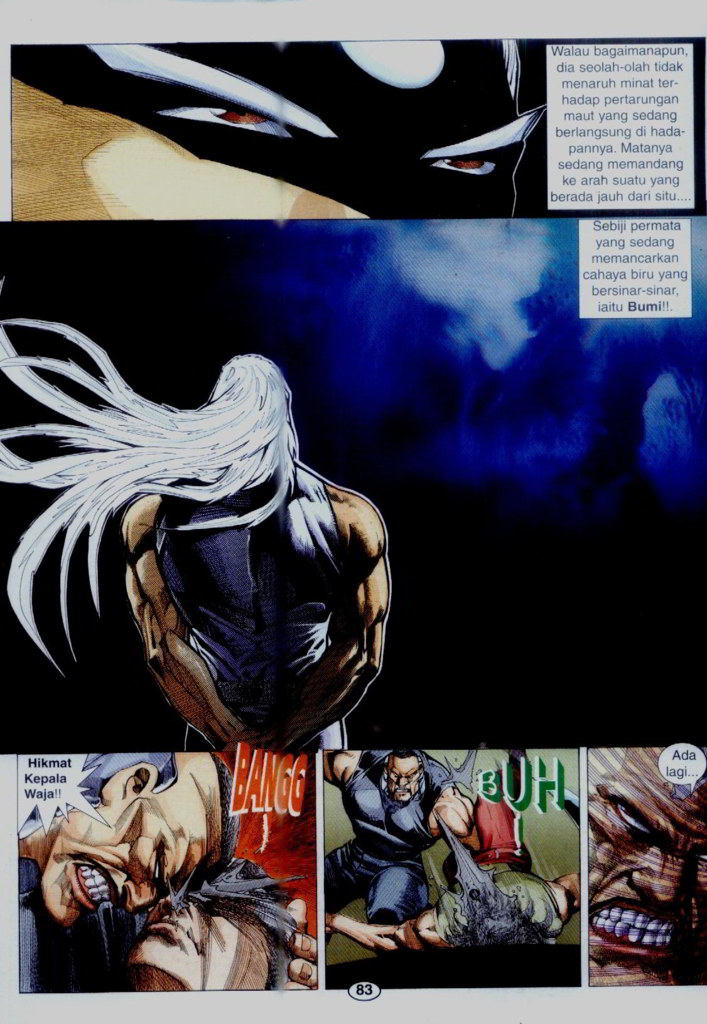 Walau bagaimanapun,
dia seolah-olah tidak
menaruh minat ter-
hadap pertarungan
maut yang sedang
berlangsung di hada-
pannya. Matanya
sedang memandang
ke arah suatu yang
berada jauh dari situ....
Sebiji permata
yang sedang
memancarkan
cahaya biru yang
bersinar-sinar,
iaitu Bumi!!.
Hikmat
Kepala
Waja!!
BANGG
!
BUH
!
Ada
lagi...
83